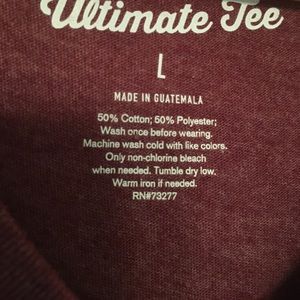 Ultimate Tee
L
MADE IN GUATEMALA
50% Cotton; 50% Polyester;
Wash once before wearing.
Machine wash cold with like colors.
Only non-chlorine bleach
when needed. Tumble dry low.
Warm iron if needed.
RN#73277